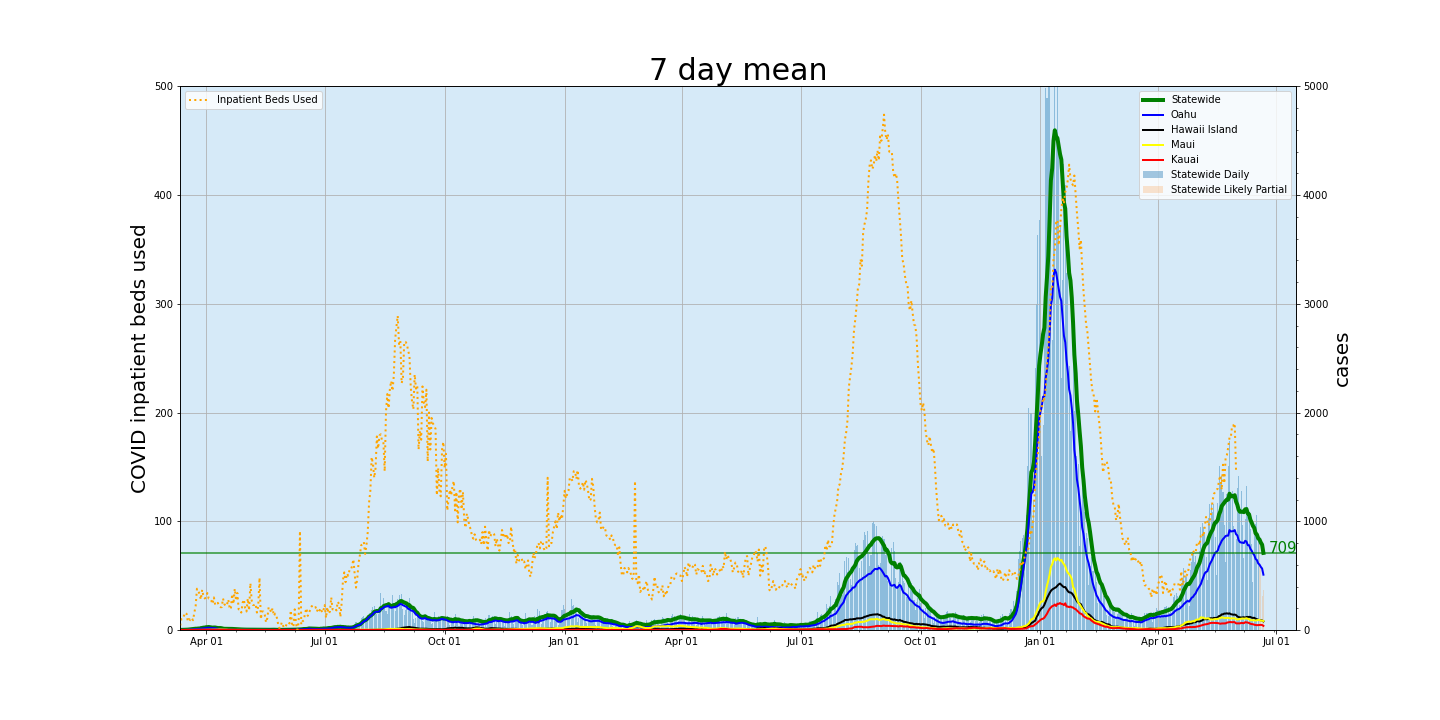 7 day mean
500
400
300
200
100
0
COVID inpatient beds used
Inpatient Beds Used
Statewide
Oahu
Hawaii Island
Maui
Kauai
Statewide Daily
Statewide Likely Partial
5000
4000
3000
2000
1000
0
cases
709
Apr 01
Jul 01
Oct 01
Jan 01
Apr 01
Jul 01
Oct 01
Jan 01
Apr 01
Jul 01